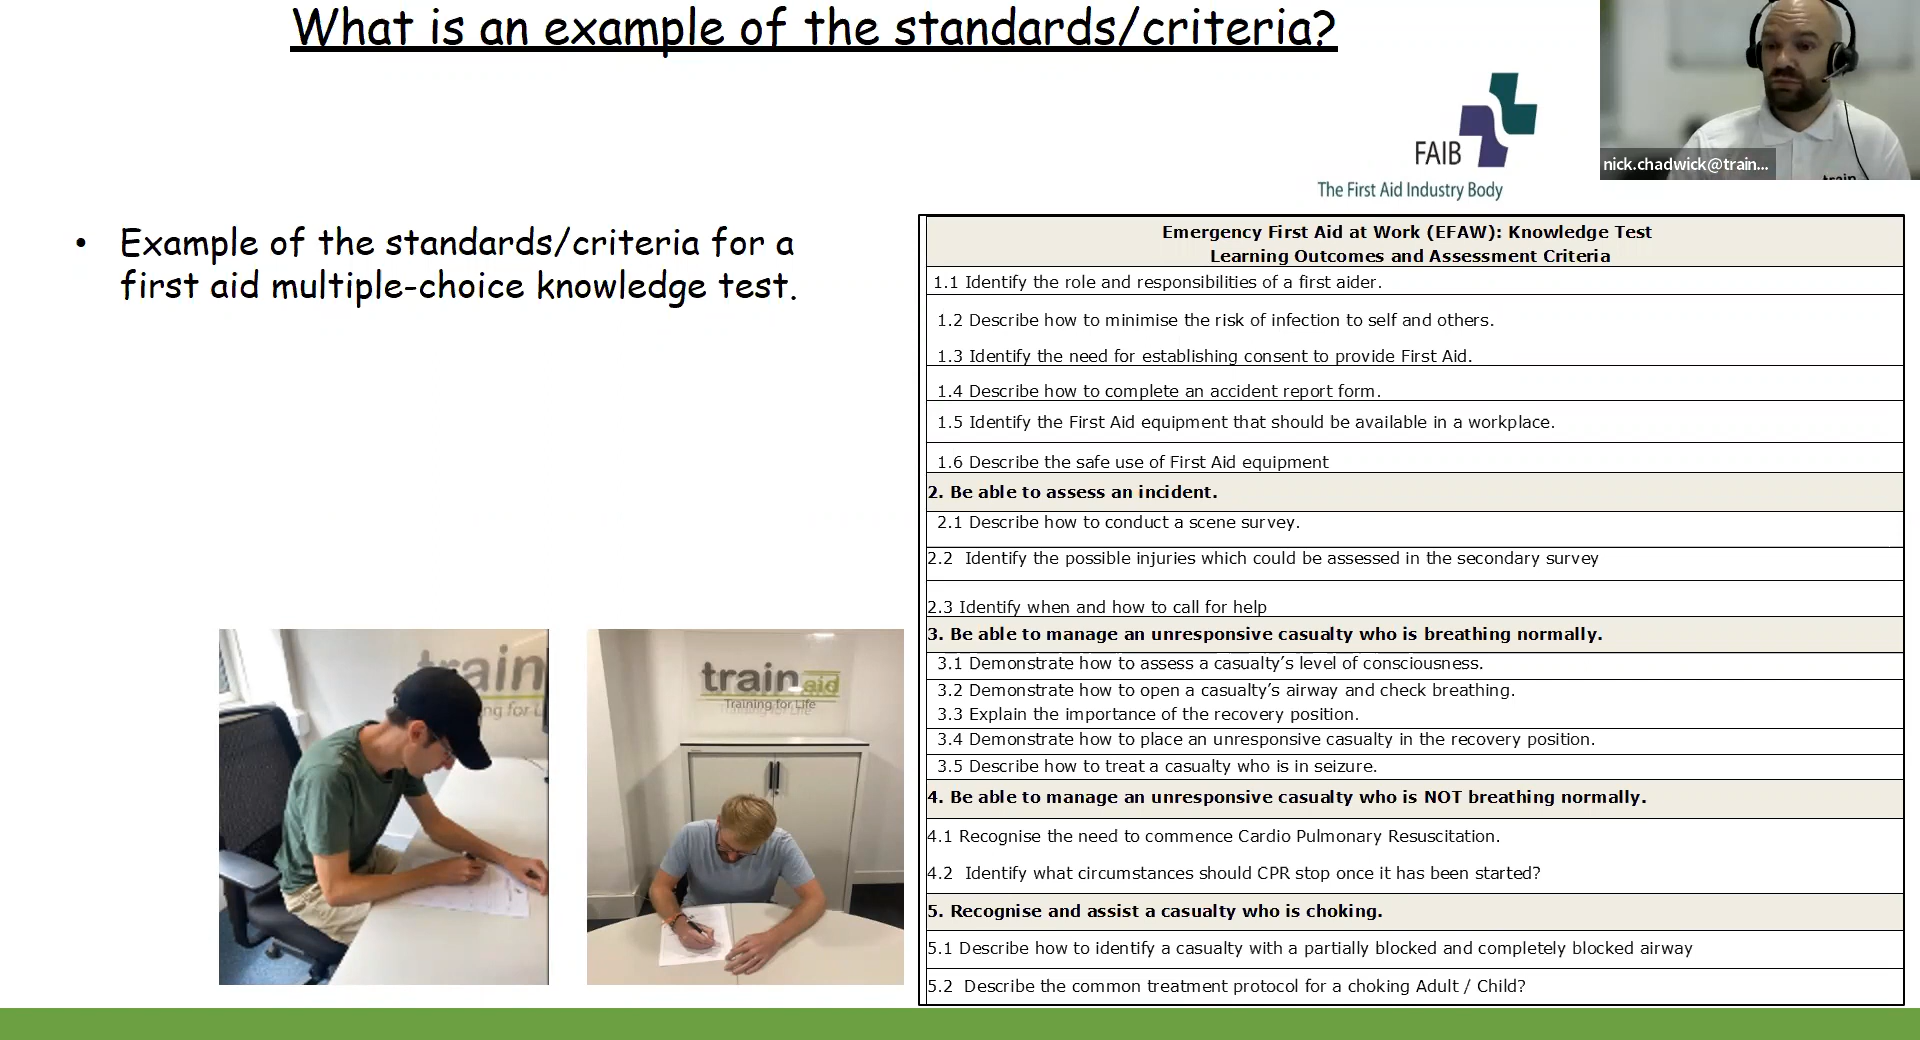 What is an example of the standards/criteria?
FAIB
The First Aid Industry Body
nick.chadwick@train...
train
• Example of the standards/criteria for a
first aid multiple-choice knowledge test.
Emergency First Aid at Work (EFAW): Knowledge Test
Learning Outcomes and Assessment Criteria
1.1 Identify the role and responsibilities of a first aider.
1.2 Describe how to minimise the risk of infection to self and others.
1.3 Identify the need for establishing consent to provide First Aid.
1.4 Describe how to complete an accident report form.
1.5 Identify the First Aid equipment that should be available in a workplace.
1.6 Describe the safe use of First Aid equipment
2. Be able to assess an incident.
2.1 Describe how to conduct a scene survey.
2.2 Identify the possible injuries which could be assessed in the secondary survey
2.3 Identify when and how to call for help
3. Be able to manage an unresponsive casualty who is breathing normally.
3.1 Demonstrate how to assess a casualty’s level of consciousness.
3.2 Demonstrate how to open a casualty’s airway and check breathing.
3.3 Explain the importance of the recovery position.
3.4 Demonstrate how to place an unresponsive casualty in the recovery position.
3.5 Describe how to treat a casualty who is in seizure.
4. Be able to manage an unresponsive casualty who is NOT breathing normally.
4.1 Recognise the need to commence Cardio Pulmonary Resuscitation.
4.2 Identify what circumstances should CPR stop once it has been started?
5. Recognise and assist a casualty who is choking.
5.1 Describe how to identify a casualty with a partially blocked and completely blocked airway
5.2 Describe the common treatment protocol for a choking Adult / Child?
train
ng for L
train aid
Training for Life